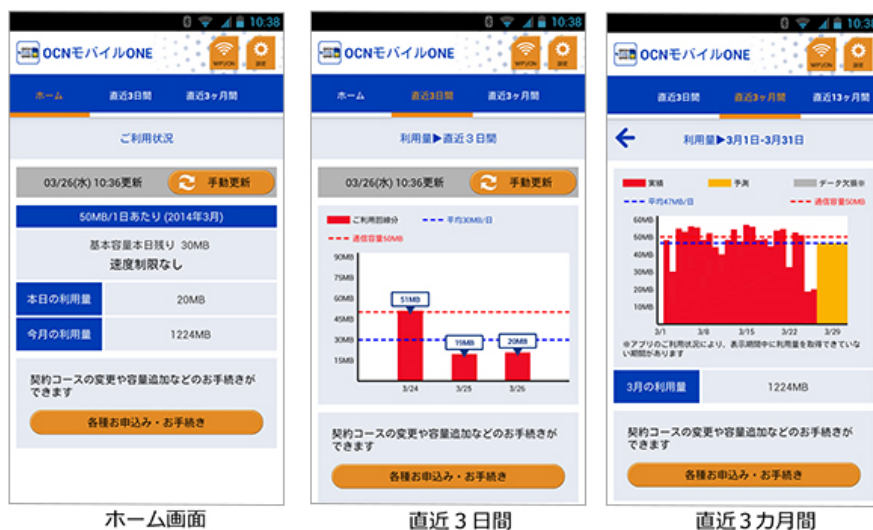 10:38
OCNモバイルONE
WIFI/ON
設定
ホーム 直近3日間 直近3ヶ月間
ご利用状況
03/26(水) 10:36更新 手動更新
50MB/1日あたり (2014年3月)
基本容量本日残り 30MB
速度制限なし
本日の利用量 20MB
今月の利用量 1224MB
契約コースの変更や容量追加などのお手続きが
できます
各種お申込み・お手続き
ホーム画面
10:38
OCNモバイルONE
WIFI/ON
設定
ホーム 直近3日間 直近3ヶ月間
利用量▶直近3日間
03/26(水) 10:36更新 手動更新
ご利用回線分 平均30MB/日
通信容量50MB
90MB
75MB
60MB
51MB
45MB
30MB
19MB 20MB
15MB
3/24 3/25 3/26
契約コースの変更や容量追加などのお手続きが
できます
各種お申込み・お手続き
直近3日間
10:38
OCNモバイルONE
WIFI/ON
設定
直近3日間 直近3ヶ月間 直近13ヶ月間
利用量▶3月1日-3月31日
実績 予測 データ欠損※
平均47MB/日 通信容量50MB
60MB
50MB
40MB
30MB
20MB
10MB
3/1 3/8 3/15 3/22 3/29
※アプリのご利用状況により、表示期間中に利用量を取得できていな
い期間があります
3月の利用量 1224MB
契約コースの変更や容量追加などのお手続きが
できます
各種お申込み・お手続き
直近3カ月間